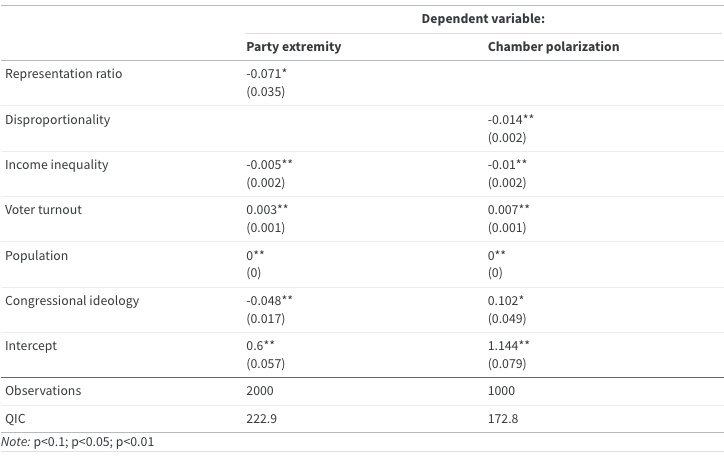 Dependent variable:
Party extremity Chamber polarization
Representation ratio -0.071*
(0.035)
Disproportionality -0.014**
(0.002)
Income inequality -0.005** -0.01**
(0.002) (0.002)
Voter turnout 0.003** 0.007**
(0.001) (0.001)
Population 0** 0**
(0) (0)
Congressional ideology -0.048** 0.102*
(0.017) (0.049)
Intercept 0.6** 1.144**
(0.057) (0.079)
Observations 2000 1000
QIC 222.9 172.8
Note: p<0.1; p<0.05; p<0.01